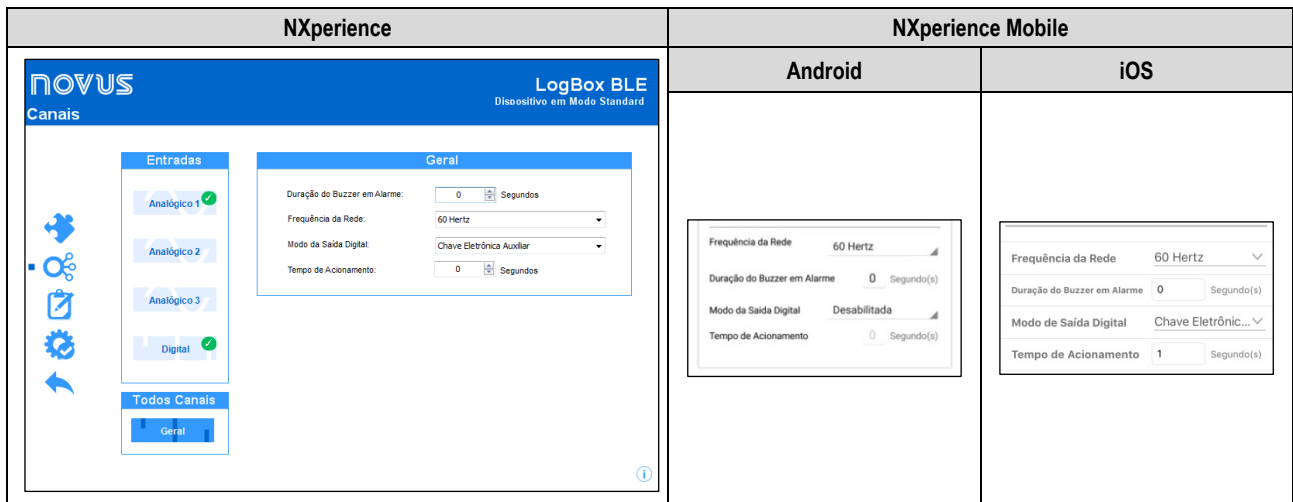 NXperience
NXperience Mobile
Android
iOS
novus
LogBox BLE
Dispositivo em Modo Standard
Canais
Entradas
Analógico 1
Analógico 2
Analógico 3
Digital
Todos Canais
Geral
Geral
Duração do Buzzer em Alarme: 0 Segundos
Frequência da Rede: 60 Hertz
Modo da Saída Digital: Chave Eletrônica Auxiliar
Tempo de Acionamento: 0 Segundos
Frequência da Rede 60 Hertz
Duração do Buzzer em Alarme 0 Segundo(s)
Modo da Saida Digital Desabilitada
Tempo de Acionamento 0 Segundo(s)
Frequência da Rede 60 Hertz
Duração do Buzzer em Alarme 0 Segundo(s)
Modo de Saída Digital Chave Eletrônic...
Tempo de Acionamento 1 Segundo(s)